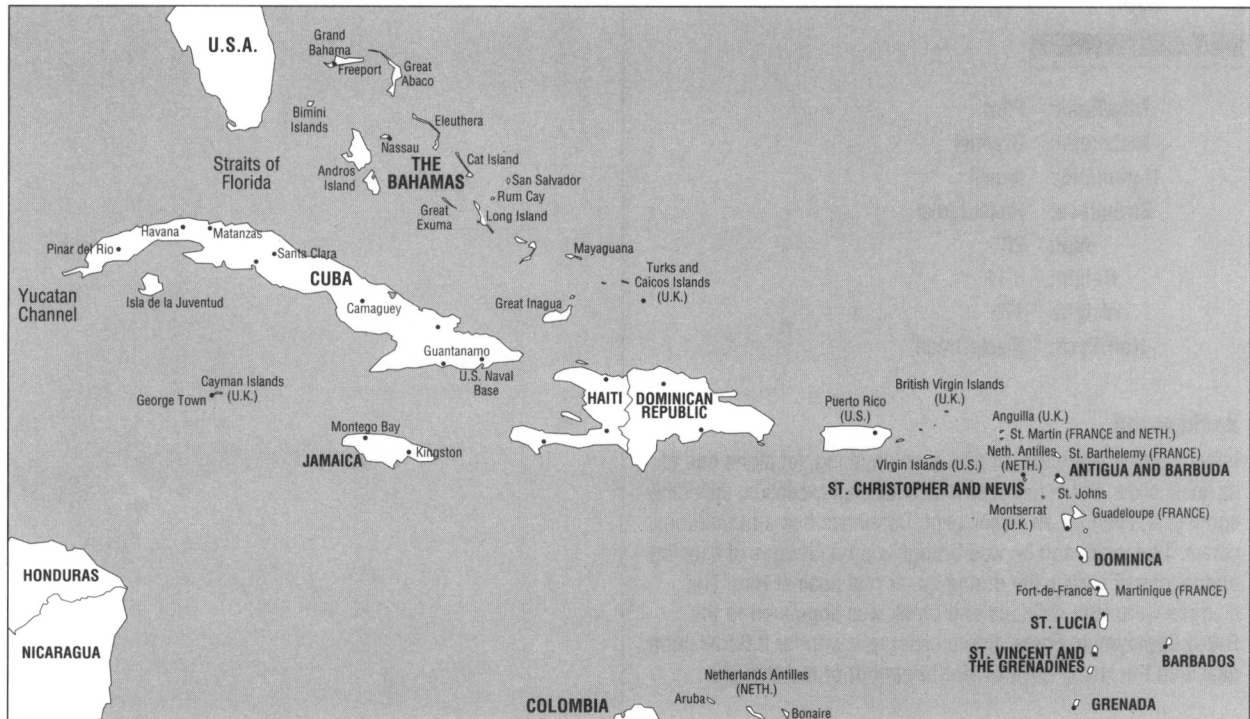 U.S.A.
Grand
Bahama
Freeport
Great
Abaco
Bimini
Islands
Eleuthera
Nassau
Straits of
Florida
Andros
Island
THE
BAHAMAS
Cat Island
San Salvador
Rum Cay
Great
Exuma
Long Island
Havana
Matanzas
Pinar del Rio
Santa Clara
Mayaguana
CUBA
Turks and
Caicos Islands
(U.K.)
Yucatan
Channel
Isla de la Juventud
Camaguey
Great Inagua
Guantanamo
U.S. Naval
Base
Cayman Islands
(U.K.)
George Town
HAITI
DOMINICAN
REPUBLIC
Puerto Rico
(U.S.)
British Virgin Islands
(U.K.)
Montego Bay
Kingston
JAMAICA
Anguilla (U.K.)
St. Martin (FRANCE and NETH.)
Neth. Antilles
(NETH.)
St. Barthelemy (FRANCE)
Virgin Islands (U.S.)
ANTIGUA AND BARBUDA
ST. CHRISTOPHER AND NEVIS
St. Johns
Montserrat
(U.K.)
Guadeloupe (FRANCE)
HONDURAS
DOMINICA
Fort-de-France
Martinique (FRANCE)
ST. LUCIA
NICARAGUA
ST. VINCENT AND
THE GRENADINES
BARBADOS
Netherlands Antilles
(NETH.)
Aruba
Bonaire
COLOMBIA
GRENADA